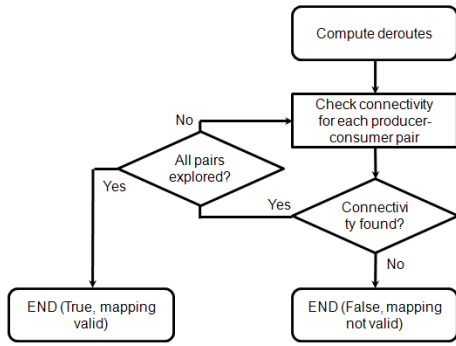 Compute deroutes
Check connectivity
for each producer-
consumer pair
No
All pairs
explored?
Yes
Yes
Connectivi
ty found?
No
END (True, mapping
valid)
END (False, mapping
not valid)